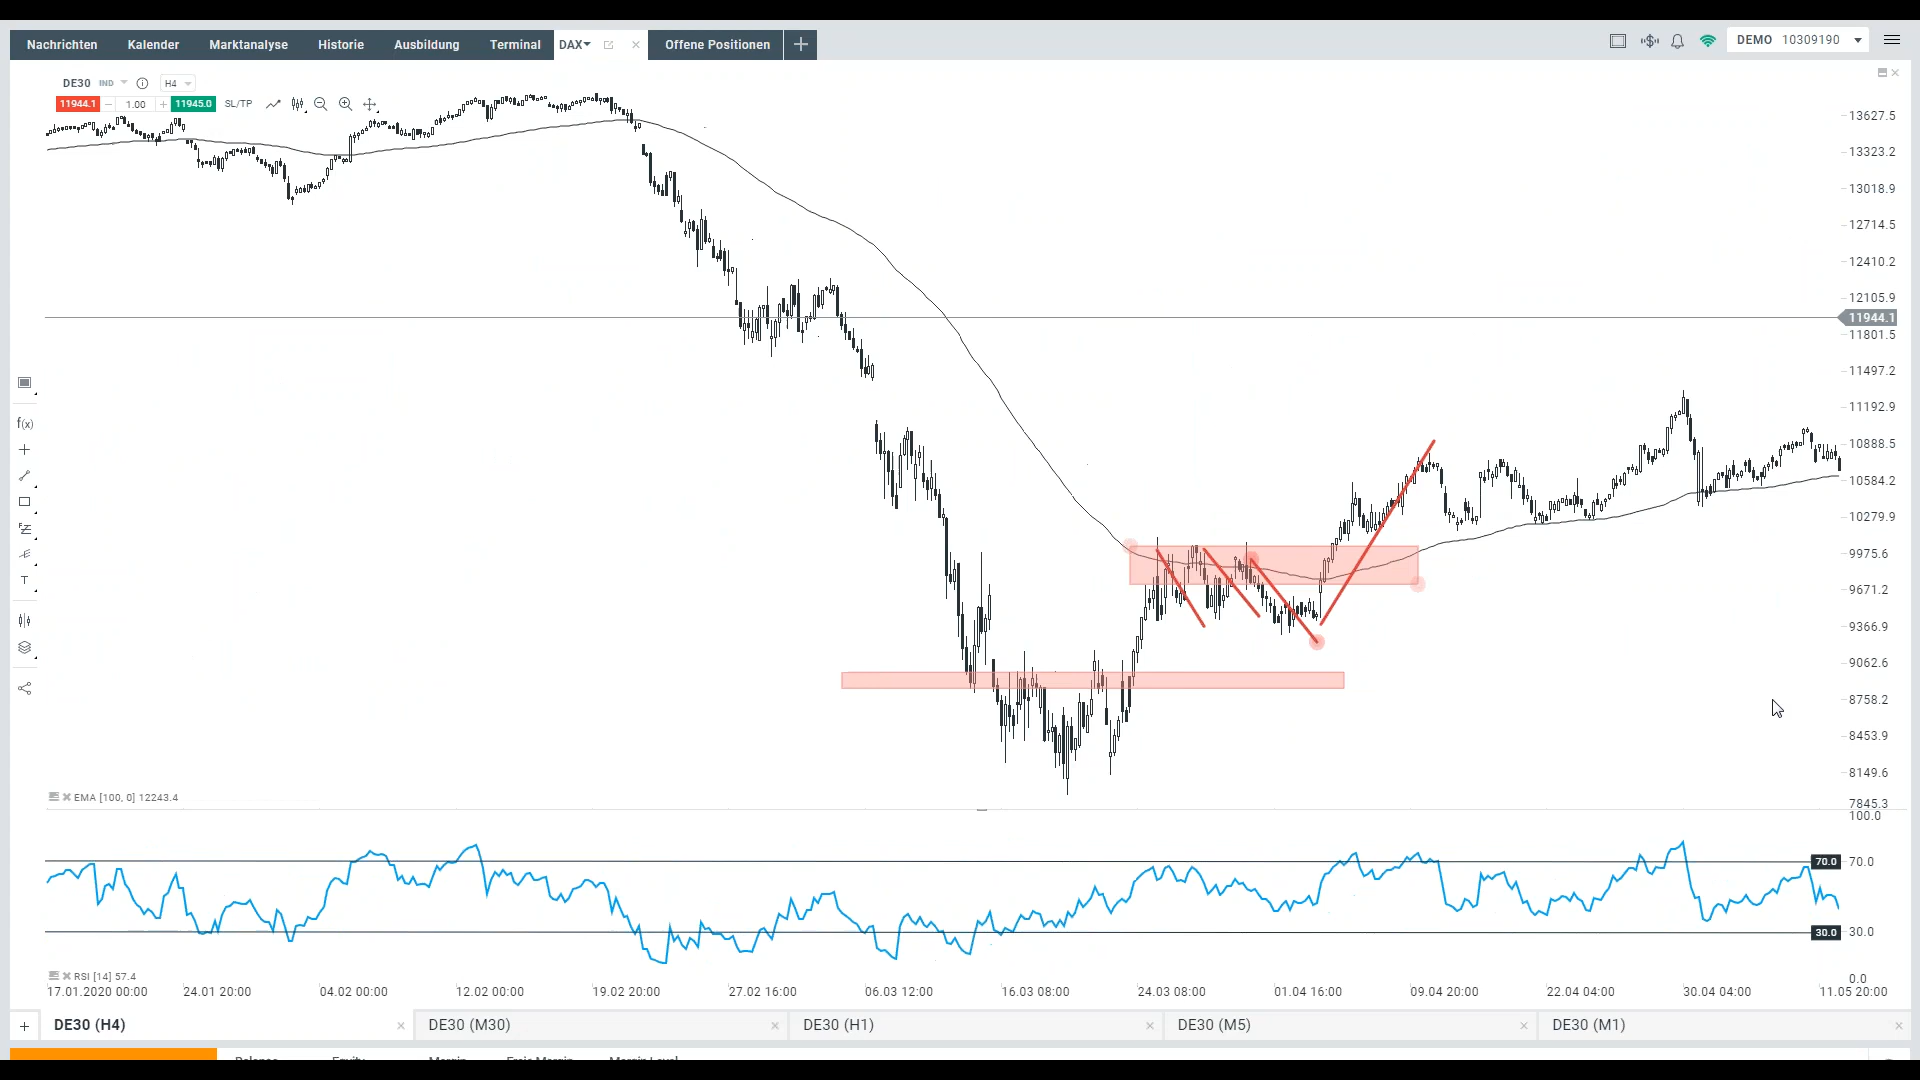 Nachrichten Kalender Marktanalyse Historie Ausbildung Terminal DAX Offene Positionen
DEMO 10309190
DE30 IND H4
11944.1 1.00 11945.0 SL/TP
13627.5
13323.2
13018.9
12714.5
12410.2
12105.9
11944.1
11801.5
11497.2
11192.9
10888.5
10584.2
10279.9
9975.6
9671.2
9366.9
9062.6
8758.2
8453.9
8149.6
7845.3
f(x)
T
EMA [100, 0] 12243.4
100.0
70.0 70.0
30.0 30.0
0.0
RSI [14] 57.4
17.01.2020 00:00 24.01 20:00 04.02 00:00 12.02 00:00 19.02 20:00 27.02 16:00 06.03 12:00 16.03 08:00 24.03 08:00 01.04 16:00 09.04 20:00 22.04 04:00 30.04 04:00 11.05 20:00
DE30 (H4) DE30 (M30) DE30 (H1) DE30 (M5) DE30 (M1)
Balance Equity Margin Freie Margin Margin Level